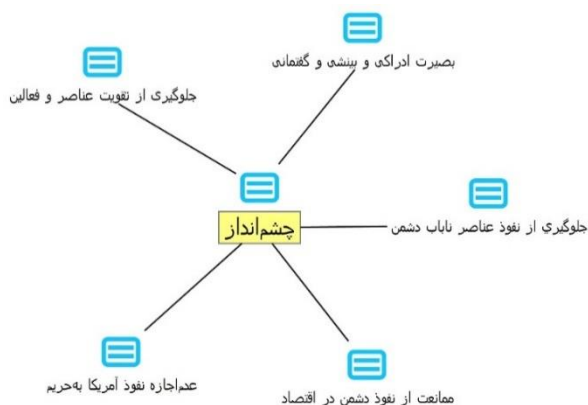 بصیرت ادراکی و بینشی و گفتمانی
جلوگیری از تقویت عناصر و فعالین
چشم‌انداز
جلوگیري از نفوذ عناصر ناباب دشمن
عدم‌اجازه نفوذ آمریکا به‌حریم
ممانعت از نفوذ دشمن در اقتصاد